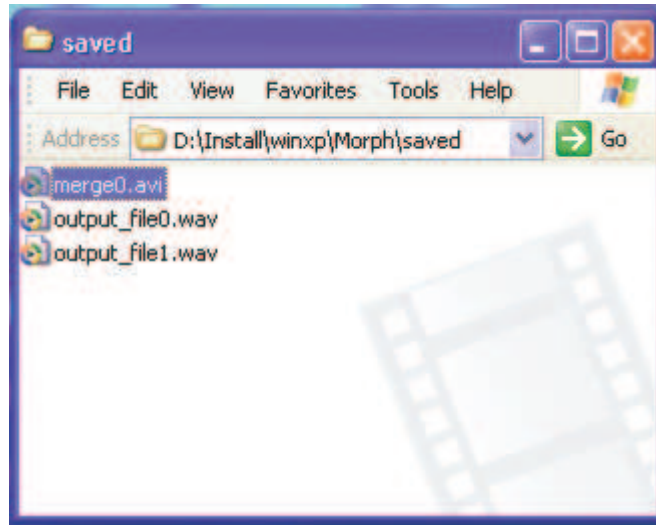 saved
File Edit View Favorites Tools Help
Address D:\Install\winxp\Morph\saved Go
merge0.avi
output_file0.wav
output_file1.wav